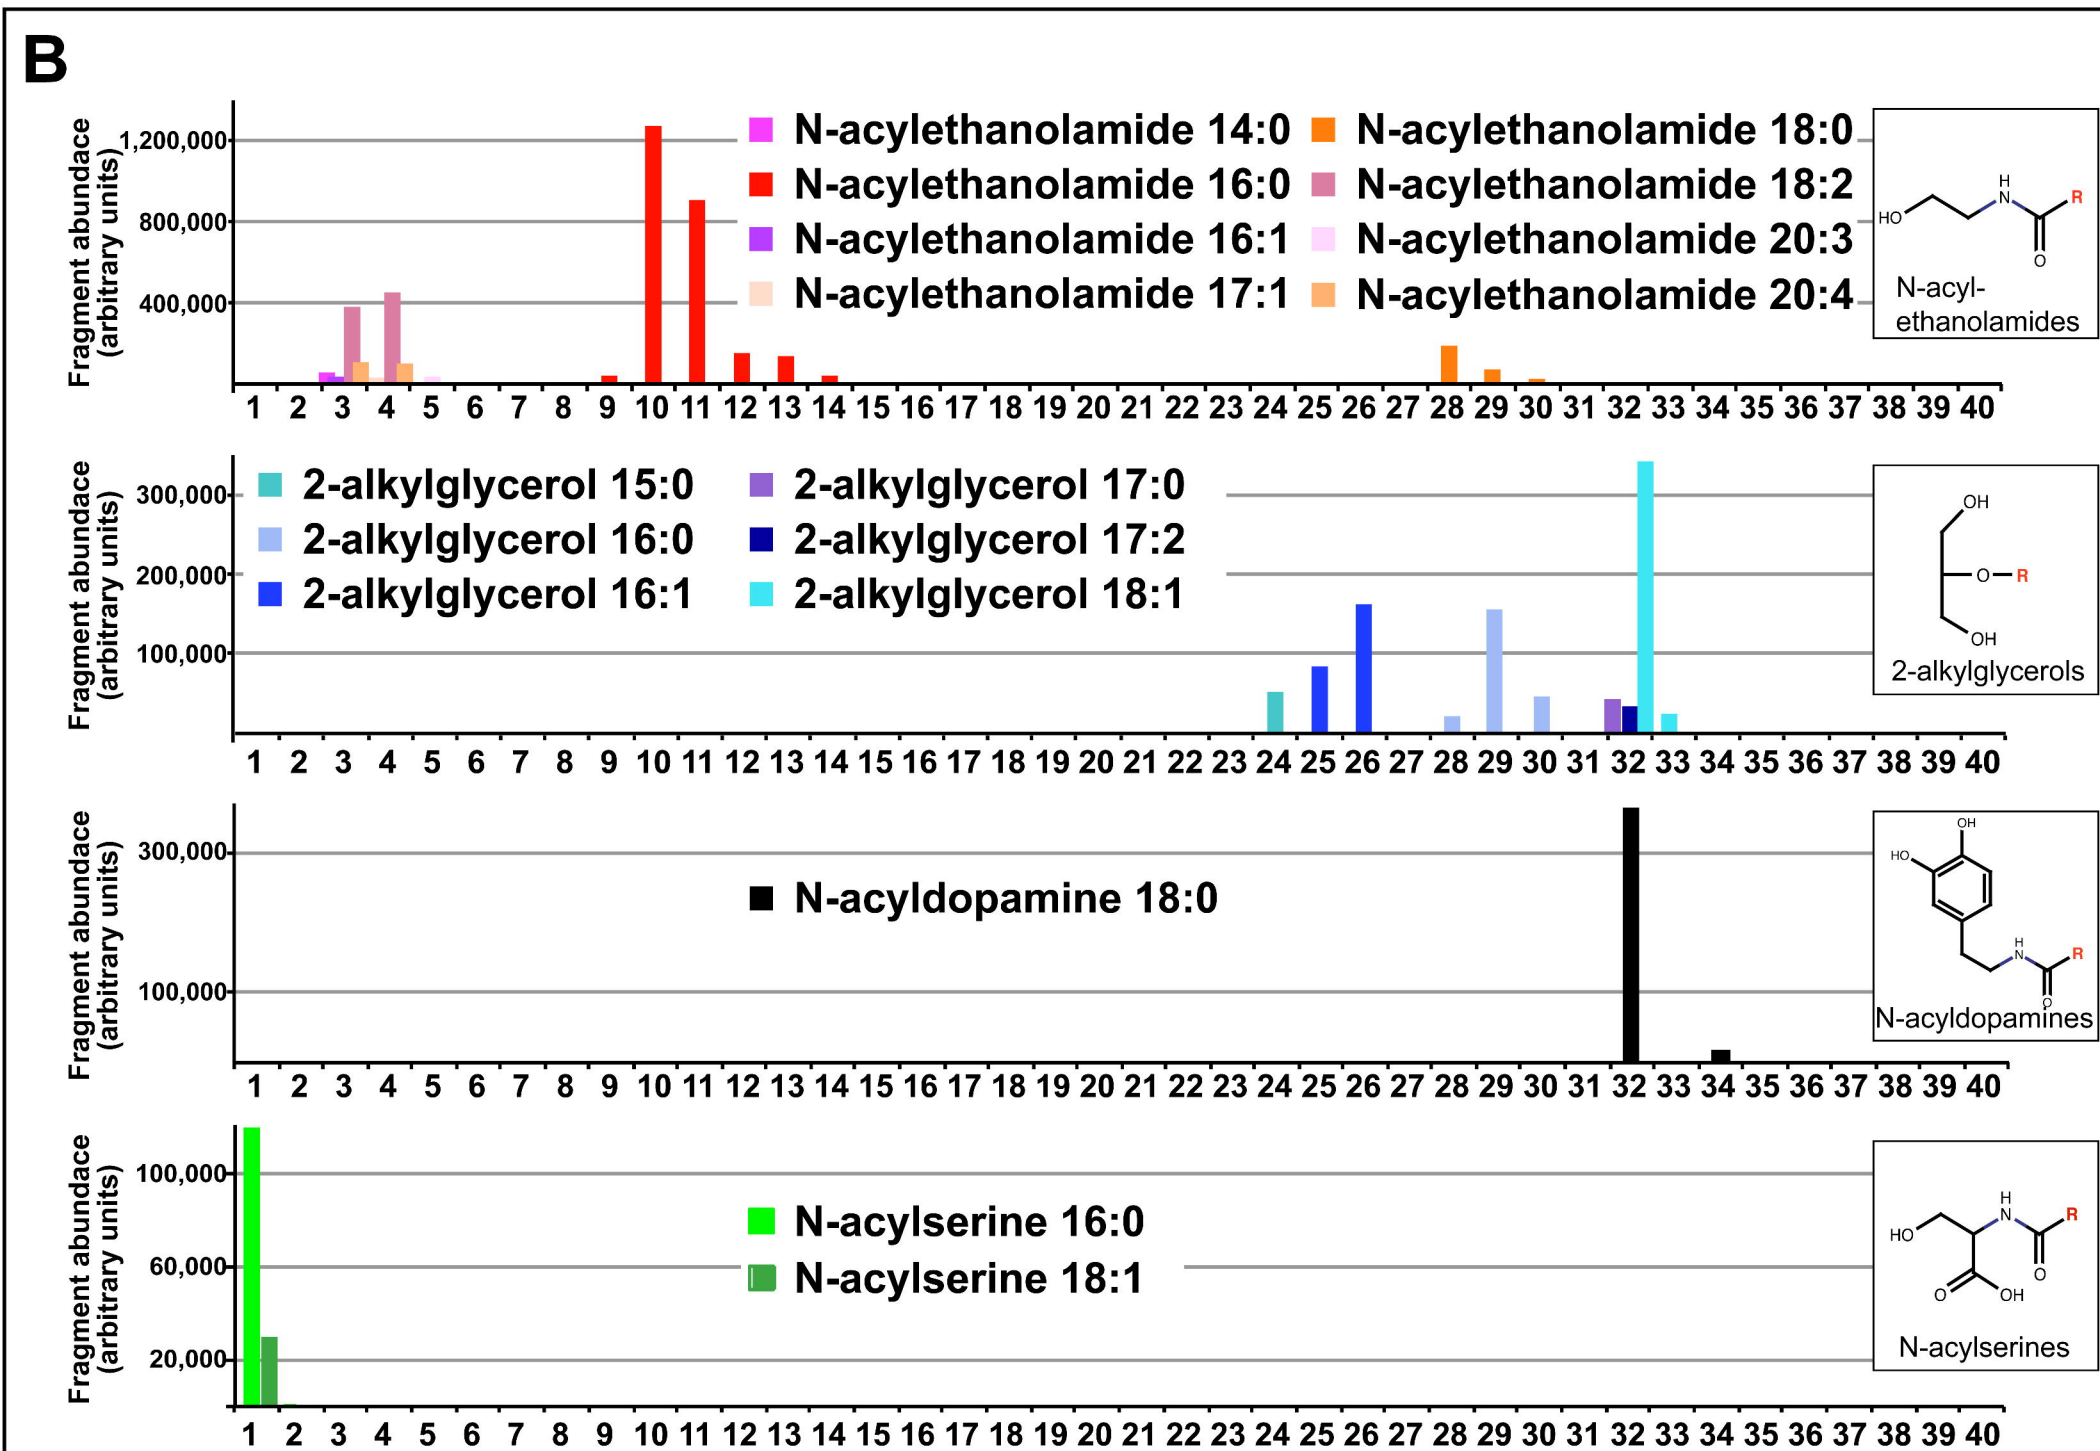 B
Fragment abundace
(arbitrary units)
1,200,000
800,000
400,000
N-acylethanolamide 14:0
N-acylethanolamide 16:0
N-acylethanolamide 16:1
N-acylethanolamide 17:1
N-acylethanolamide 18:0
N-acylethanolamide 18:2
N-acylethanolamide 20:3
N-acylethanolamide 20:4
HO
H
N
R
O
N-acyl-
ethanolamides
1 2 3 4 5 6 7 8 9 10 11 12 13 14 15 16 17 18 19 20 21 22 23 24 25 26 27 28 29 30 31 32 33 34 35 36 37 38 39 40
Fragment abundace
(arbitrary units)
300,000
200,000
100,000
2-alkylglycerol 15:0
2-alkylglycerol 16:0
2-alkylglycerol 16:1
2-alkylglycerol 17:0
2-alkylglycerol 17:2
2-alkylglycerol 18:1
OH
O R
OH
2-alkylglycerols
1 2 3 4 5 6 7 8 9 10 11 12 13 14 15 16 17 18 19 20 21 22 23 24 25 26 27 28 29 30 31 32 33 34 35 36 37 38 39 40
Fragment abundace
(arbitrary units)
300,000
100,000
N-acyldopamine 18:0
OH
HO
H
N
R
O
N-acyldopamines
1 2 3 4 5 6 7 8 9 10 11 12 13 14 15 16 17 18 19 20 21 22 23 24 25 26 27 28 29 30 31 32 33 34 35 36 37 38 39 40
Fragment abundace
(arbitrary units)
100,000
60,000
20,000
N-acylserine 16:0
N-acylserine 18:1
H
N
R
HO
O
O
OH
N-acylserines
1 2 3 4 5 6 7 8 9 10 11 12 13 14 15 16 17 18 19 20 21 22 23 24 25 26 27 28 29 30 31 32 33 34 35 36 37 38 39 40